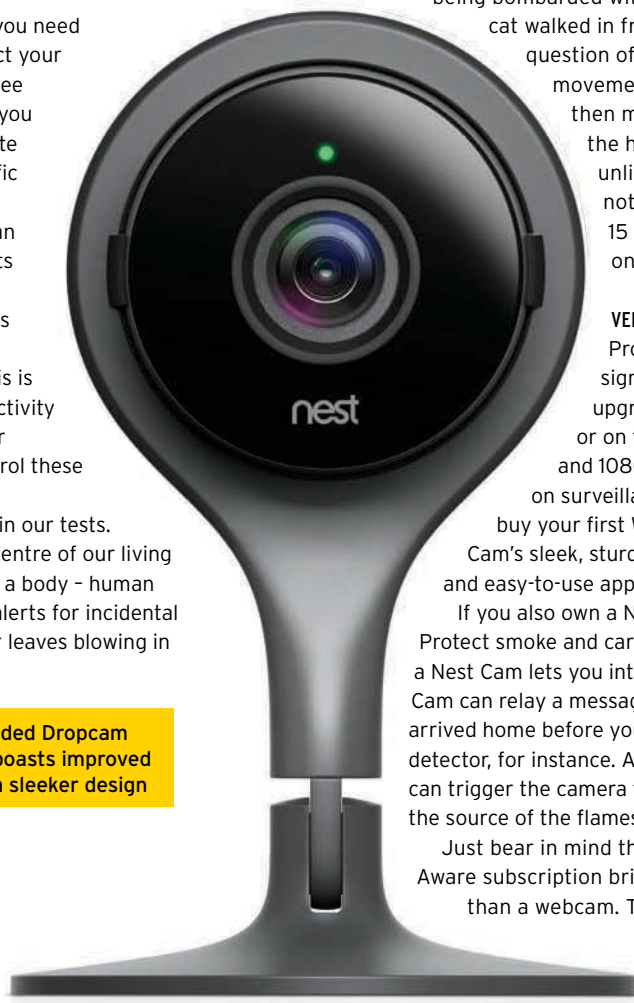 you need
ct your
ee
you
te
fic
an
ts
s
is is
ctivity
r
rol these
in our tests.
entre of our living
a body – human
alerts for incidental
r leaves blowing in
ded Dropcam
boasts improved
a sleeker design
nest
being bombarded wit
cat walked in fr
question of
moveme
then m
the h
unli
not
15
on
VE
Pro
sign
upgr
or on t
and 108
on surveilla
buy your first W
Cam's sleek, sturd
and easy-to-use app
If you also own a N
Protect smoke and car
a Nest Cam lets you int
Cam can relay a messag
arrived home before you
detector, for instance. A
can trigger the camera t
the source of the flames
Just bear in mind th
Aware subscription bri
than a webcam. T